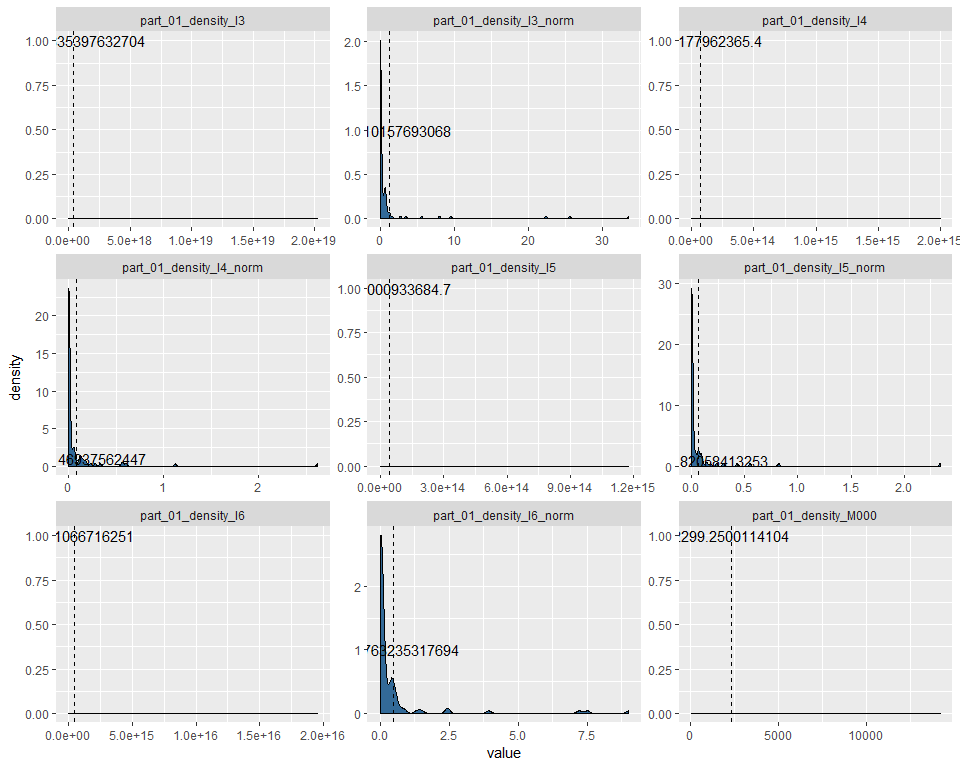 part_01_density_I3
part_01_density_I3_norm
part_01_density_I4
1.00
0.75
0.50
0.25
0.00
35397632704
0.0e+00 5.0e+18 1.0e+19 1.5e+19 2.0e+19
2.0
1.5
1.0
0.5
0.0
10157693068
0 10 20 30
1.00
0.75
0.50
0.25
0.00
177962365.4
0.0e+00 5.0e+14 1.0e+15 1.5e+15 2.0e+15
part_01_density_I4_norm
part_01_density_I5
part_01_density_I5_norm
density
20
15
10
5
0
46937562447
0 1 2
1.00
0.75
0.50
0.25
0.00
000933684.7
0.0e+00 3.0e+14 6.0e+14 9.0e+14 1.2e+15
30
20
10
0
82058413253
0.0 0.5 1.0 1.5 2.0
part_01_density_I6
part_01_density_I6_norm
part_01_density_M000
1.00
0.75
0.50
0.25
0.00
1066716251
0.0e+00 5.0e+15 1.0e+16 1.5e+16 2.0e+16
2
1
0
763235317694
0.0 2.5 5.0 7.5
1.00
0.75
0.50
0.25
0.00
2299.2500114104
0 5000 10000
value